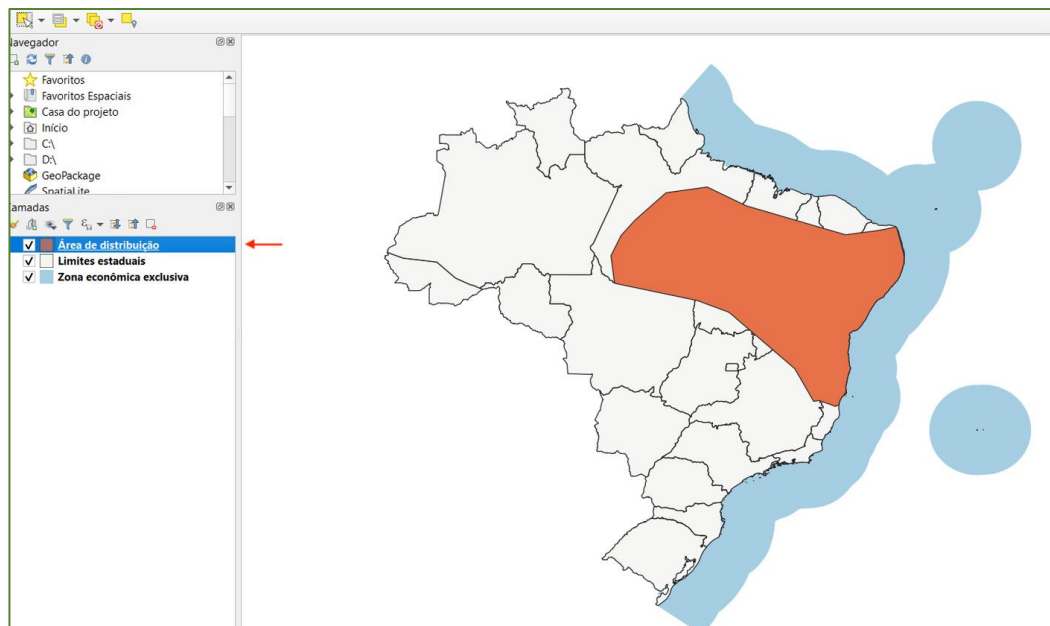 Navegador
Favoritos
Favoritos Espaciais
Casa do projeto
Início
C:\
D:\
GeoPackage
SpatiaLite
Camadas
Área de distribuição
Limites estaduais
Zona econômica exclusiva